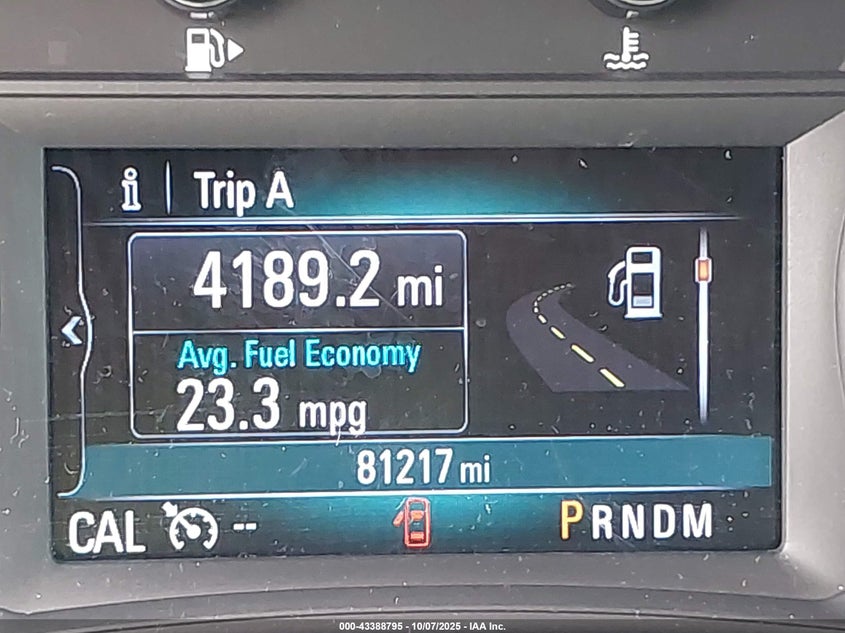 i | Trip A
4189.2 mi
Avg. Fuel Economy
23.3 mpg
81217 mi
CAL -- PRNDM
000-43388795 - 10/07/2025 - IAA Inc.